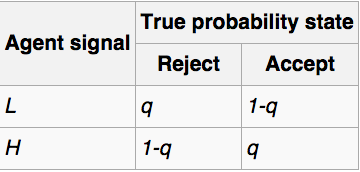 Agent signal True probability state
Reject Accept
L q 1-q
H 1-q q